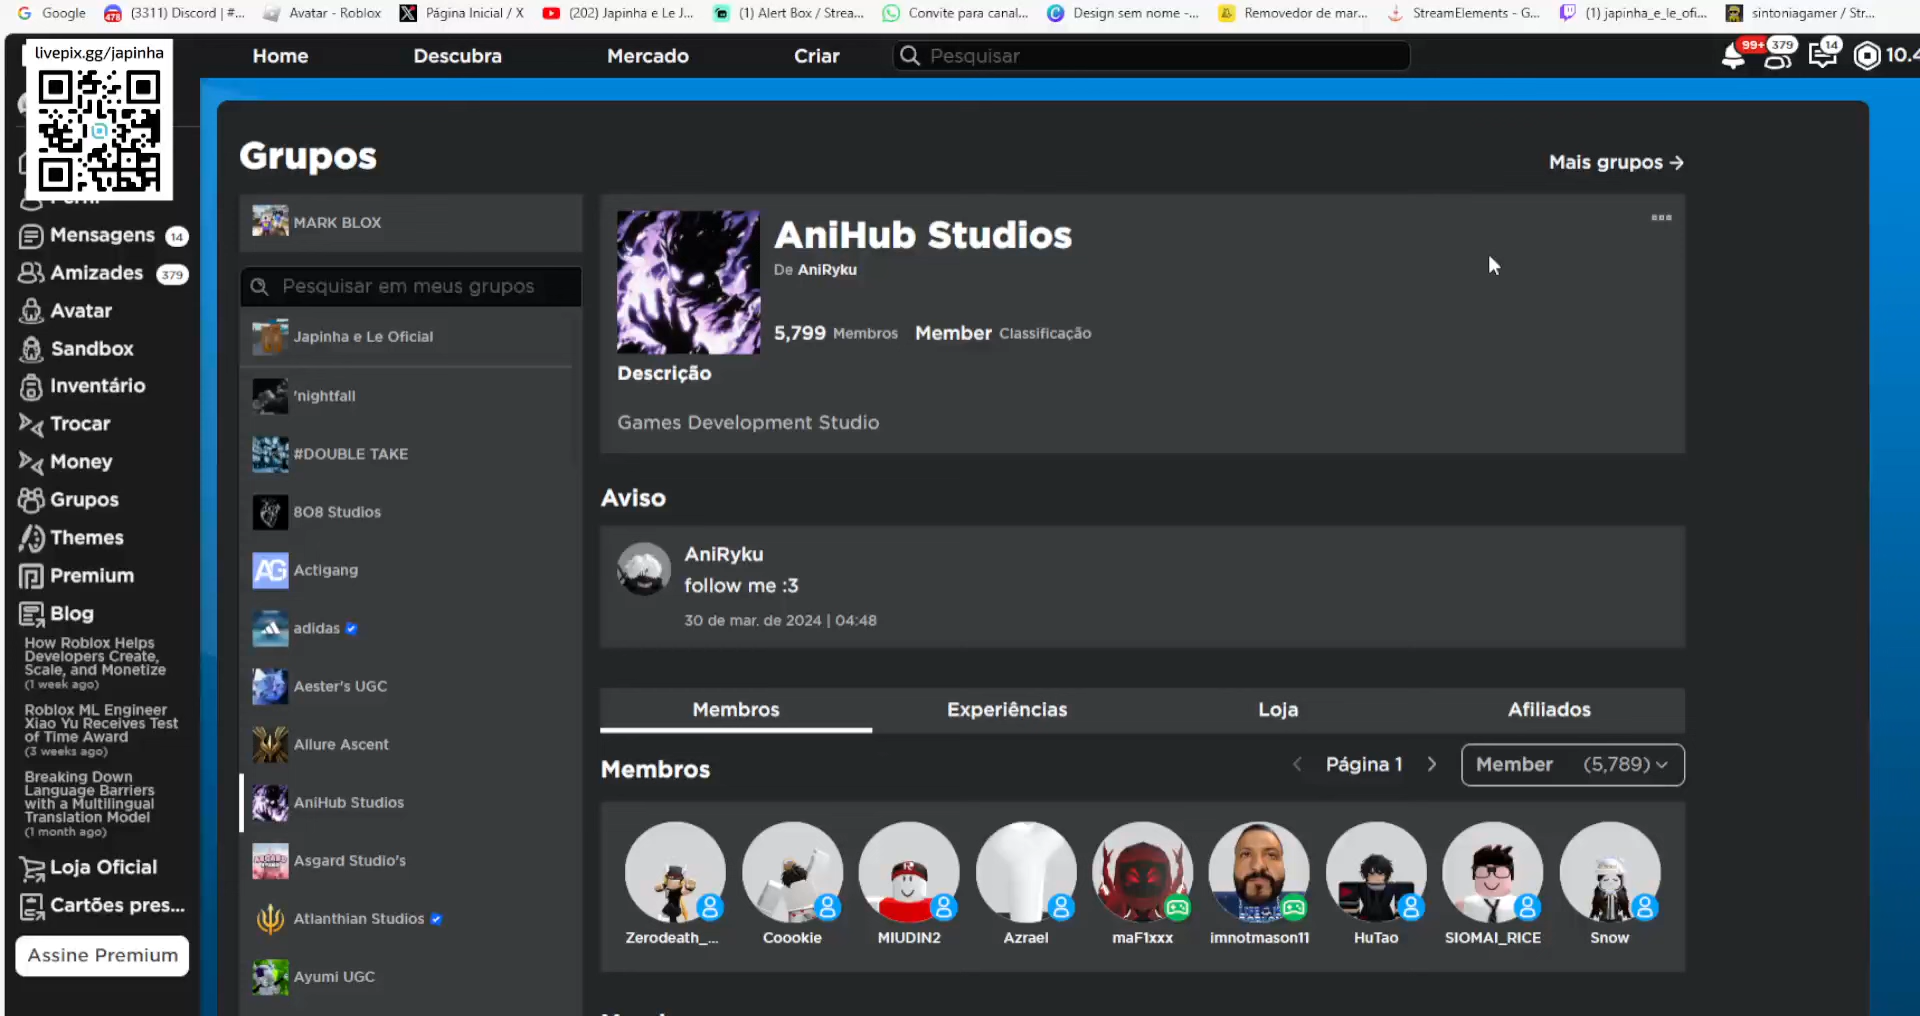 Google
(3311) Discord | #...
Avatar - Roblox
Página Inicial / X
(202) Japinha e Le J...
(1) Alert Box / Strea...
Convite para canal...
Design sem nome -...
Removedor de mar...
StreamElements - G...
(1) japinha_e_le_ofi...
sintoniagamer / Str...
livepix.gg/japinha
Home
Descubra
Mercado
Criar
Pesquisar
99+
379
14
10.4
Mensagens 14
Amizades 379
Avatar
Sandbox
Inventário
Trocar
Money
Grupos
Themes
Premium
Blog
How Roblox Helps
Developers Create,
Scale, and Monetize
(1 week ago)
Roblox ML Engineer
Xiao Yu Receives Test
of Time Award
(3 weeks ago)
Breaking Down
Language Barriers
with a Multilingual
Translation Model
(1 month ago)
Loja Oficial
Cartões pres...
Assine Premium
Grupos
Mais grupos
MARK BLOX
Pesquisar em meus grupos
Japinha e Le Oficial
'nightfall
#DOUBLE TAKE
8O8 Studios
AG Actigang
adidas
Aester's UGC
Allure Ascent
AniHub Studios
Asgard Studio's
Atlanthian Studios
Ayumi UGC
AniHub Studios
De AniRyku
5,799 Membros Member Classificação
Descrição
Games Development Studio
Aviso
AniRyku
follow me :3
30 de mar. de 2024 | 04:48
Membros
Experiências
Loja
Afiliados
Membros
Página 1
Member (5,789)
Zerodeath_...
Coookie
MIUDIN2
Azrael
maF1xxx
imnotmason11
HuTao
SIOMAI_RICE
Snow